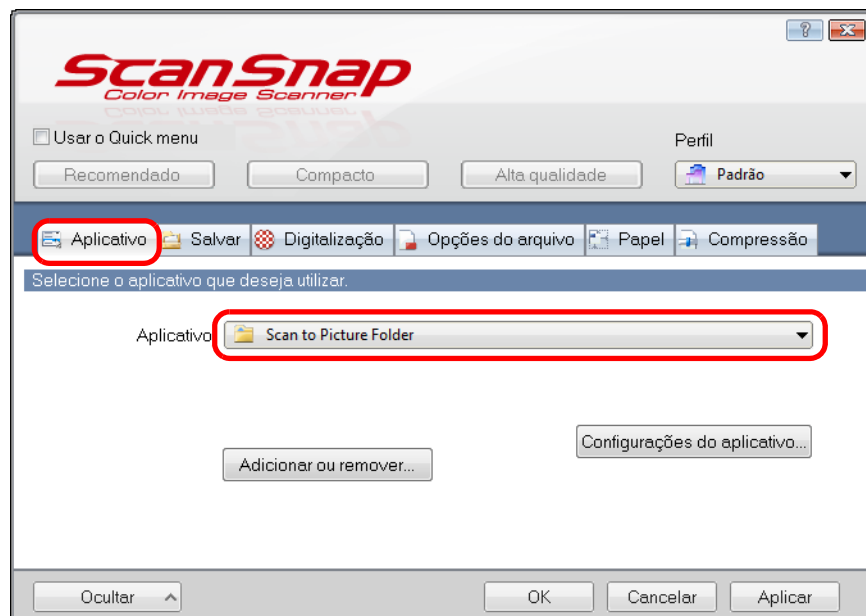 ScanSnap
Color Image Scanner
Usar o Quick menu
Perfil
Recomendado Compacto Alta qualidade Padrão
Aplicativo Salvar Digitalização Opções do arquivo Papel Compressão
Selecione o aplicativo que deseja utilizar.
Aplicativo Scan to Picture Folder
Configurações do aplicativo...
Adicionar ou remover...
Ocultar OK Cancelar Aplicar